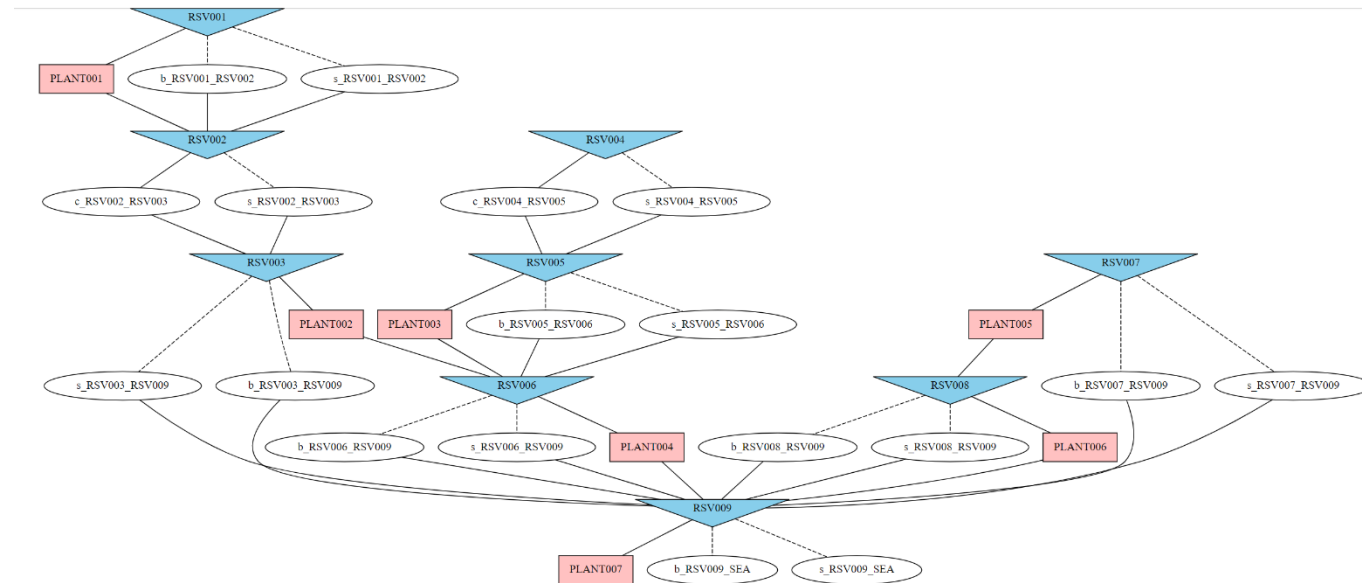 RSV001
PLANT001 b_RSV001_RSV002 s_RSV001_RSV002
RSV002 RSV004
c_RSV002_RSV003 s_RSV002_RSV003 c_RSV004_RSV005 s_RSV004_RSV005
RSV003 RSV005 RSV007
PLANT002 PLANT003 b_RSV005_RSV006 s_RSV005_RSV006 PLANT005
s_RSV003_RSV009 b_RSV003_RSV009 RSV006 RSV008 b_RSV007_RSV009 s_RSV007_RSV009
b_RSV006_RSV009 s_RSV006_RSV009 PLANT004 b_RSV008_RSV009 s_RSV008_RSV009 PLANT006
RSV009
PLANT007 b_RSV009_SEA s_RSV009_SEA